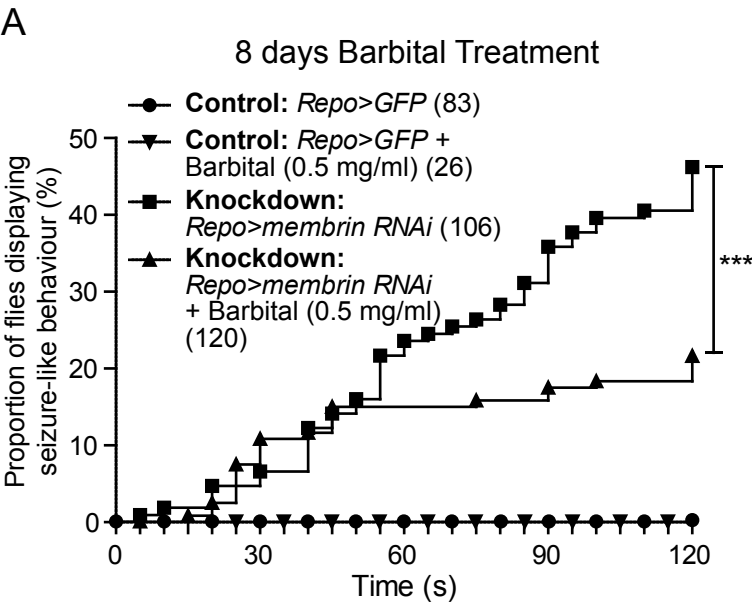 A
8 days Barbital Treatment
Control: Repo>GFP (83)
Control: Repo>GFP +
Barbital (0.5 mg/ml) (26)
Knockdown:
Repo>membrin RNAi (106)
Knockdown:
Repo>membrin RNAi
+ Barbital (0.5 mg/ml)
(120)
Proportion of flies displaying
seizure-like behaviour (%)
50
40
30
20
10
0
***
0 30 60 90 120
Time (s)